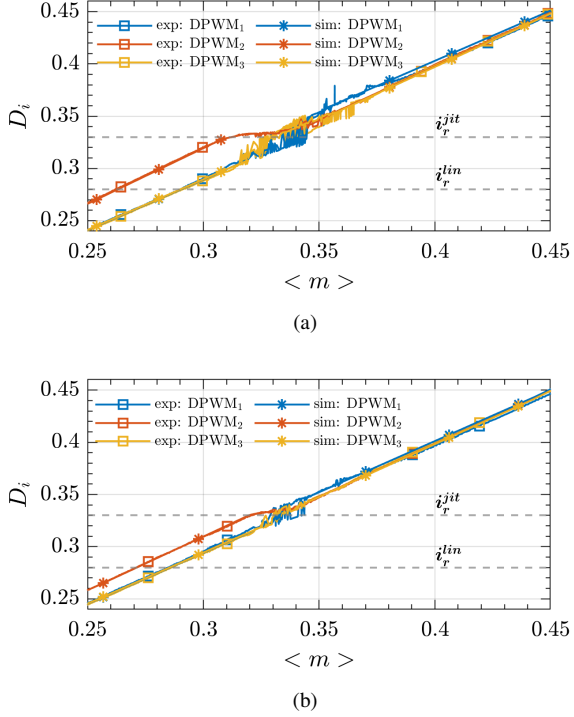 0.45
0.4
0.35
0.3
0.25
D_i
exp: DPWM₁ sim: DPWM₁
exp: DPWM₂ sim: DPWM₂
exp: DPWM₃ sim: DPWM₃
i_r^{jit}
i_r^{lin}
0.25 0.3 0.35 0.4 0.45
< m >
(a)
0.45
0.4
0.35
0.3
0.25
D_i
exp: DPWM₁ sim: DPWM₁
exp: DPWM₂ sim: DPWM₂
exp: DPWM₃ sim: DPWM₃
i_r^{jit}
i_r^{lin}
0.25 0.3 0.35 0.4 0.45
< m >
(b)